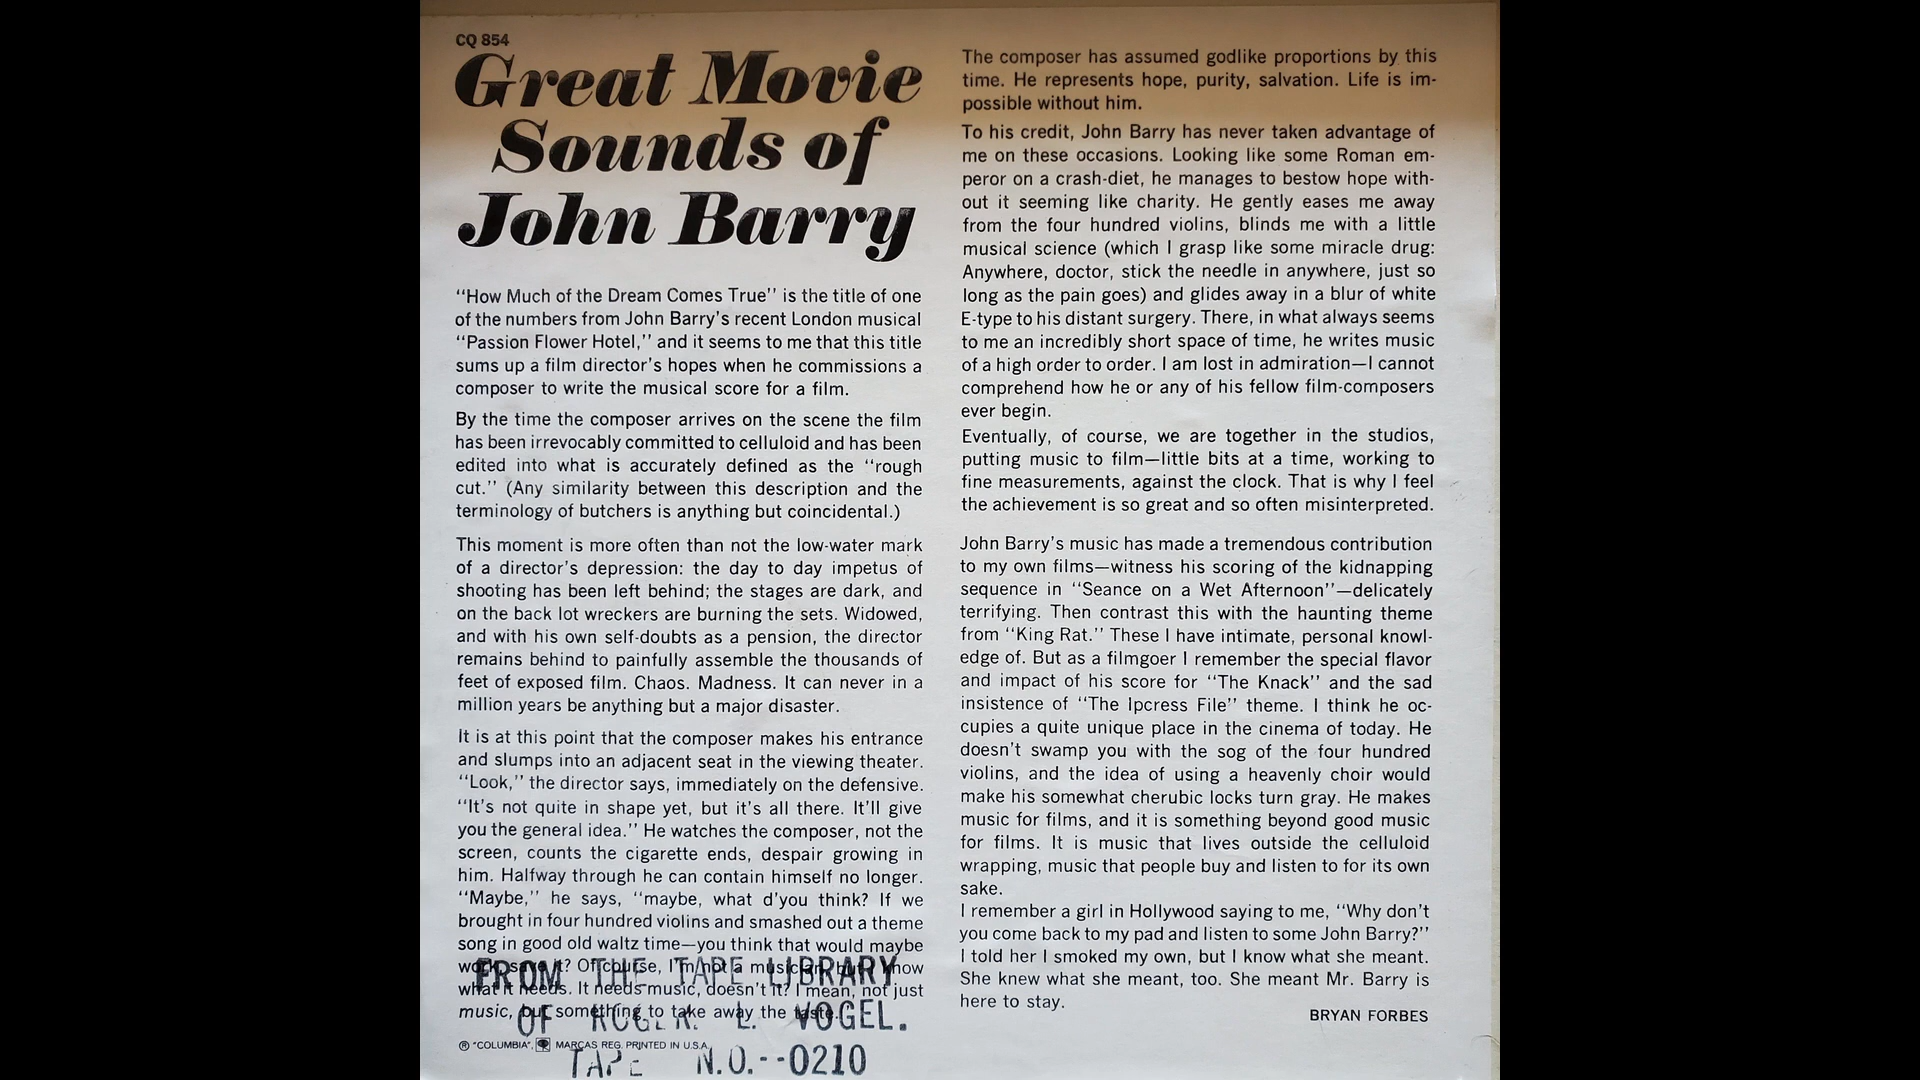 CQ 854
Great Movie
Sounds of
John Barry
“How Much of the Dream Comes True” is the title of one
of the numbers from John Barry’s recent London musical
“Passion Flower Hotel,” and it seems to me that this title
sums up a film director’s hopes when he commissions a
composer to write the musical score for a film.
By the time the composer arrives on the scene the film
has been irrevocably committed to celluloid and has been
edited into what is accurately defined as the “rough
cut.” (Any similarity between this description and the
terminology of butchers is anything but coincidental.)
This moment is more often than not the low-water mark
of a director’s depression: the day to day impetus of
shooting has been left behind; the stages are dark, and
on the back lot wreckers are burning the sets. Widowed,
and with his own self-doubts as a pension, the director
remains behind to painfully assemble the thousands of
feet of exposed film. Chaos. Madness. It can never in a
million years be anything but a major disaster.
It is at this point that the composer makes his entrance
and slumps into an adjacent seat in the viewing theater.
“Look,” the director says, immediately on the defensive.
“It’s not quite in shape yet, but it’s all there. It’ll give
you the general idea.” He watches the composer, not the
screen, counts the cigarette ends, despair growing in
him. Halfway through he can contain himself no longer.
“Maybe,” he says, “maybe, what d’you think? If we
brought in four hundred violins and smashed out a theme
song in good old waltz time—you think that would maybe
work, save it? Of course, I’m not a musician, but I know
what it needs. It needs music, doesn’t it? I mean, not just
music, but something to take away the taste.”
FROM THE TAPE LIBRARY
OF ROGER L. VOGEL.
TAPE N.O.--0210
® “COLUMBIA”, MARCAS REG. PRINTED IN U.S.A.
The composer has assumed godlike proportions by this
time. He represents hope, purity, salvation. Life is im-
possible without him.
To his credit, John Barry has never taken advantage of
me on these occasions. Looking like some Roman em-
peror on a crash-diet, he manages to bestow hope with-
out it seeming like charity. He gently eases me away
from the four hundred violins, blinds me with a little
musical science (which I grasp like some miracle drug:
Anywhere, doctor, stick the needle in anywhere, just so
long as the pain goes) and glides away in a blur of white
E-type to his distant surgery. There, in what always seems
to me an incredibly short space of time, he writes music
of a high order to order. I am lost in admiration—I cannot
comprehend how he or any of his fellow film-composers
ever begin.
Eventually, of course, we are together in the studios,
putting music to film—little bits at a time, working to
fine measurements, against the clock. That is why I feel
the achievement is so great and so often misinterpreted.
John Barry’s music has made a tremendous contribution
to my own films—witness his scoring of the kidnapping
sequence in “Seance on a Wet Afternoon”—delicately
terrifying. Then contrast this with the haunting theme
from “King Rat.” These I have intimate, personal knowl-
edge of. But as a filmgoer I remember the special flavor
and impact of his score for “The Knack” and the sad
insistence of “The Ipcress File” theme. I think he oc-
cupies a quite unique place in the cinema of today. He
doesn’t swamp you with the sog of the four hundred
violins, and the idea of using a heavenly choir would
make his somewhat cherubic locks turn gray. He makes
music for films, and it is something beyond good music
for films. It is music that lives outside the celluloid
wrapping, music that people buy and listen to for its own
sake.
I remember a girl in Hollywood saying to me, “Why don’t
you come back to my pad and listen to some John Barry?”
I told her I smoked my own, but I know what she meant.
She knew what she meant, too. She meant Mr. Barry is
here to stay.
BRYAN FORBES